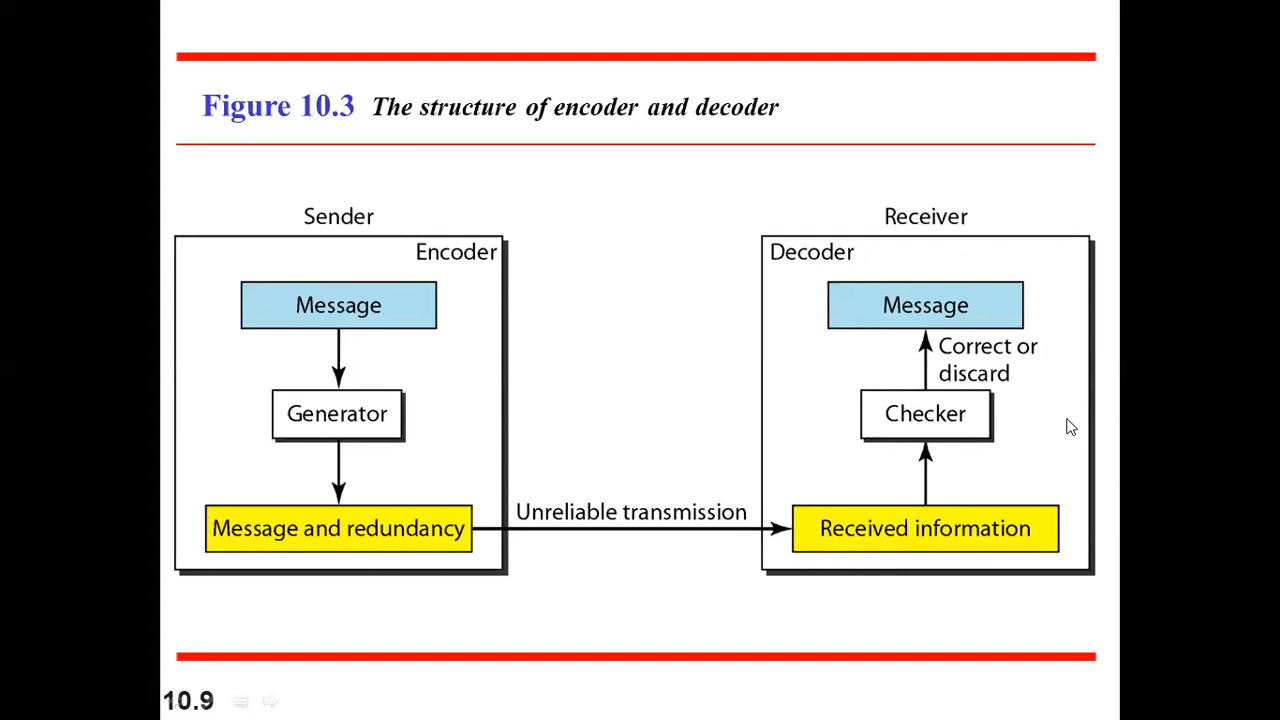 Figure 10.3 The structure of encoder and decoder
Sender
Receiver
Encoder
Decoder
Message
Message
Correct or
discard
Generator
Checker
Unreliable transmission
Message and redundancy
Received information
10.9